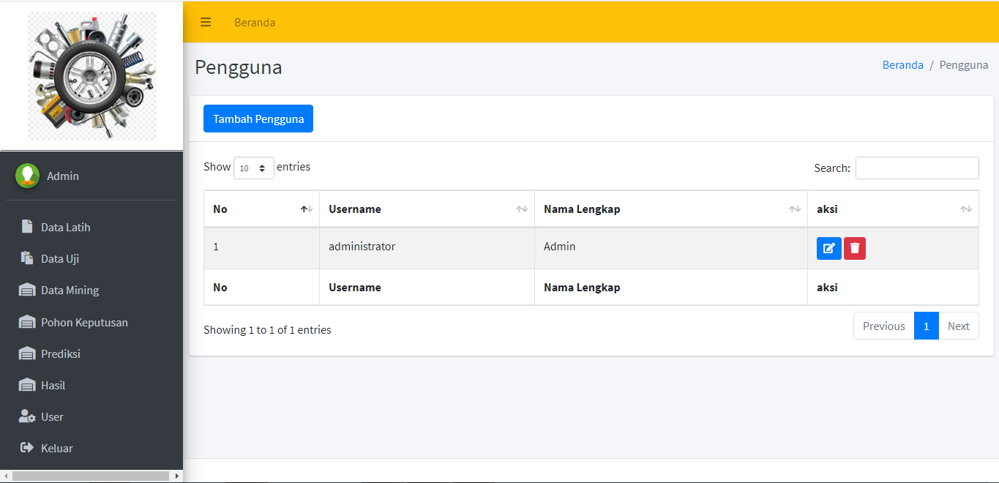 Beranda
Pengguna
Beranda / Pengguna
Tambah Pengguna
Admin
Show 10 entries
Search:
No Username Nama Lengkap aksi
1 administrator Admin
No Username Nama Lengkap aksi
Showing 1 to 1 of 1 entries
Previous 1 Next
Data Latih
Data Uji
Data Mining
Pohon Keputusan
Prediksi
Hasil
User
Keluar